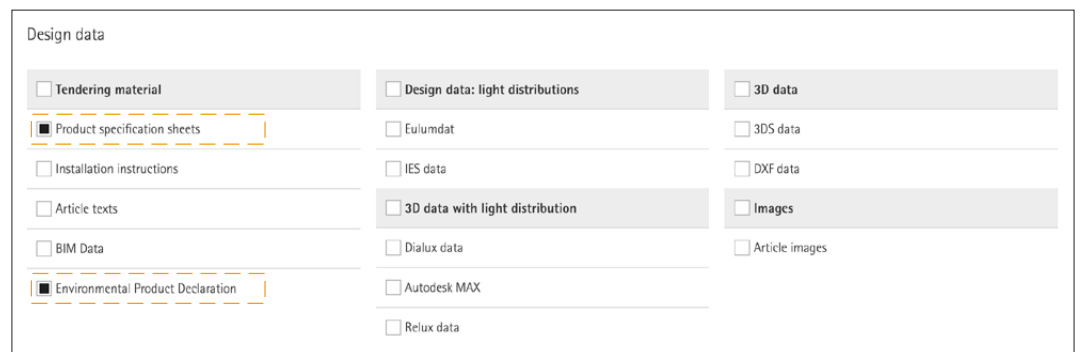 Design data
Tendering material
Product specification sheets
Installation instructions
Article texts
BIM Data
Environmental Product Declaration
Design data: light distributions
Eulumdat
IES data
3D data with light distribution
Dialux data
Autodesk MAX
Relux data
3D data
3DS data
DXF data
Images
Article images